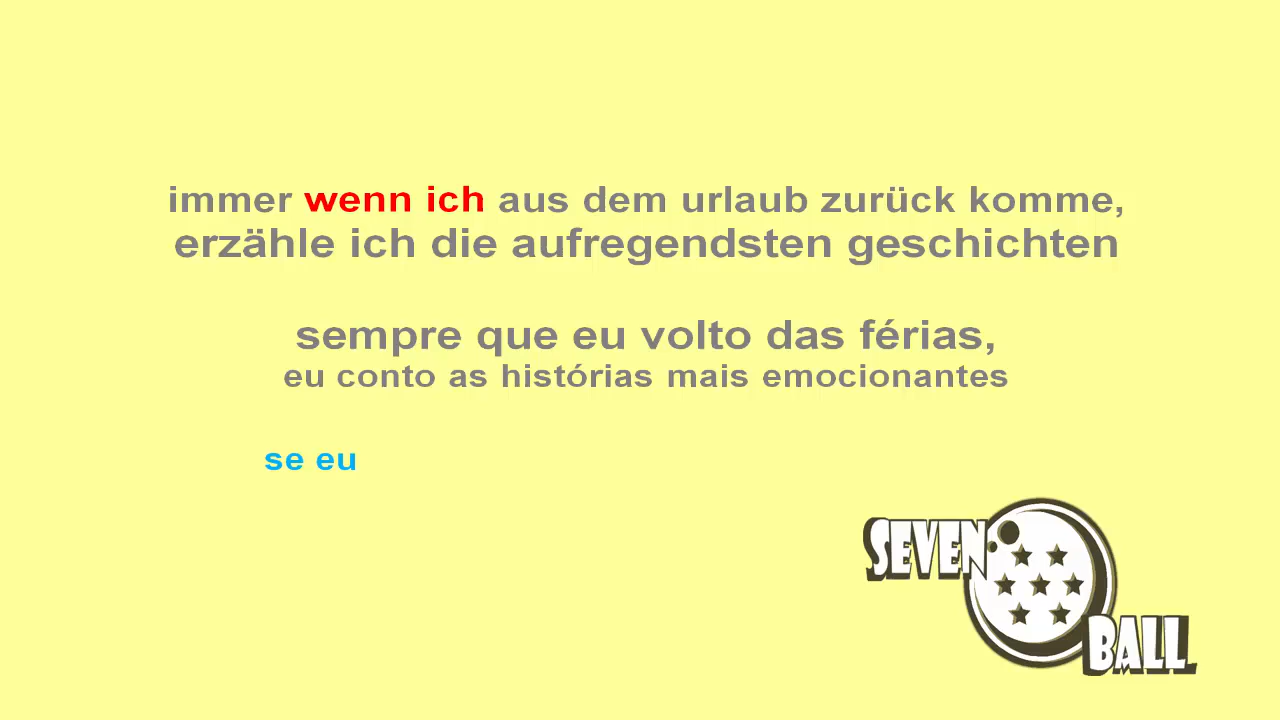 immer wenn ich aus dem urlaub zurück komme,
erzähle ich die aufregendsten geschichten
sempre que eu volto das férias,
eu conto as histórias mais emocionantes
se eu
SEVEN
BALL